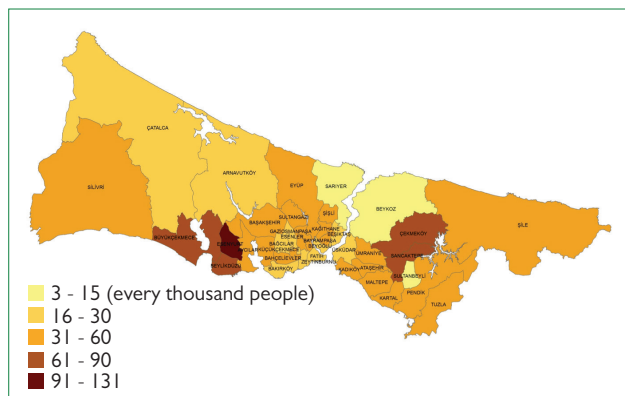 ÇATALCA
SİLİVRİ
ARNAVUTKÖY
EYÜP
SARIYER
BEYKOZ
ŞİLE
ÇEKMEKÖY
SULTANGAZİ
ŞİŞLİ
BAŞAKŞEHİR
KAĞITHANE
GAZİOSMANPAŞA
BEŞİKTAŞ
ESENLER
BÜYÜKÇEKMECE
BAYRAMPAŞA
BAĞCILAR
BEYOĞLU
KÜÇÜKÇEKMECE
ÜSKÜDAR
ÜMRANİYE
SANCAKTEPE
BAHÇELİEVLER
FATİH
ZEYTİNBURNU
BEYLİKDÜZÜ
BAKIRKÖY
KADIKÖY
ATAŞEHİR
SULTANBEYLİ
MALTEPE
PENDİK
KARTAL
TUZLA
3 - 15 (every thousand people)
16 - 30
31 - 60
61 - 90
91 - 131